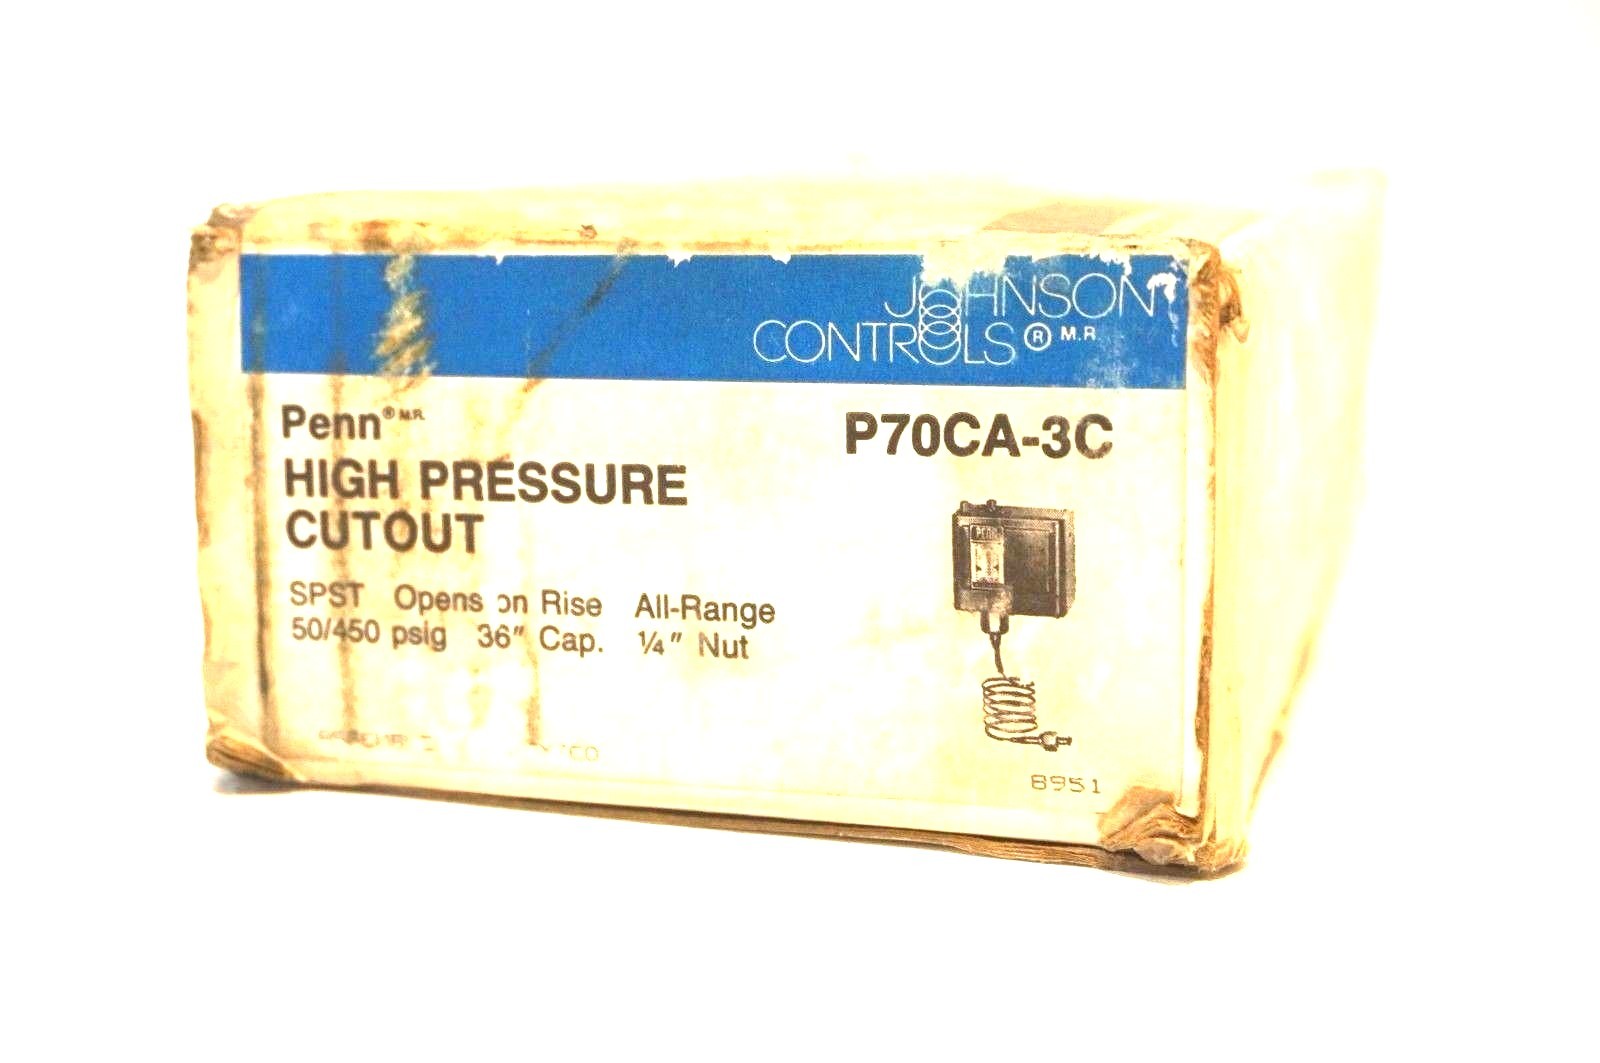 JOHNSON
CONTROLS ® M.R.
Penn® M.R.
P70CA-3C
HIGH PRESSURE
CUTOUT
PENN
SPST Opens on Rise All-Range
50/450 psig 36" Cap. ¼" Nut
8951